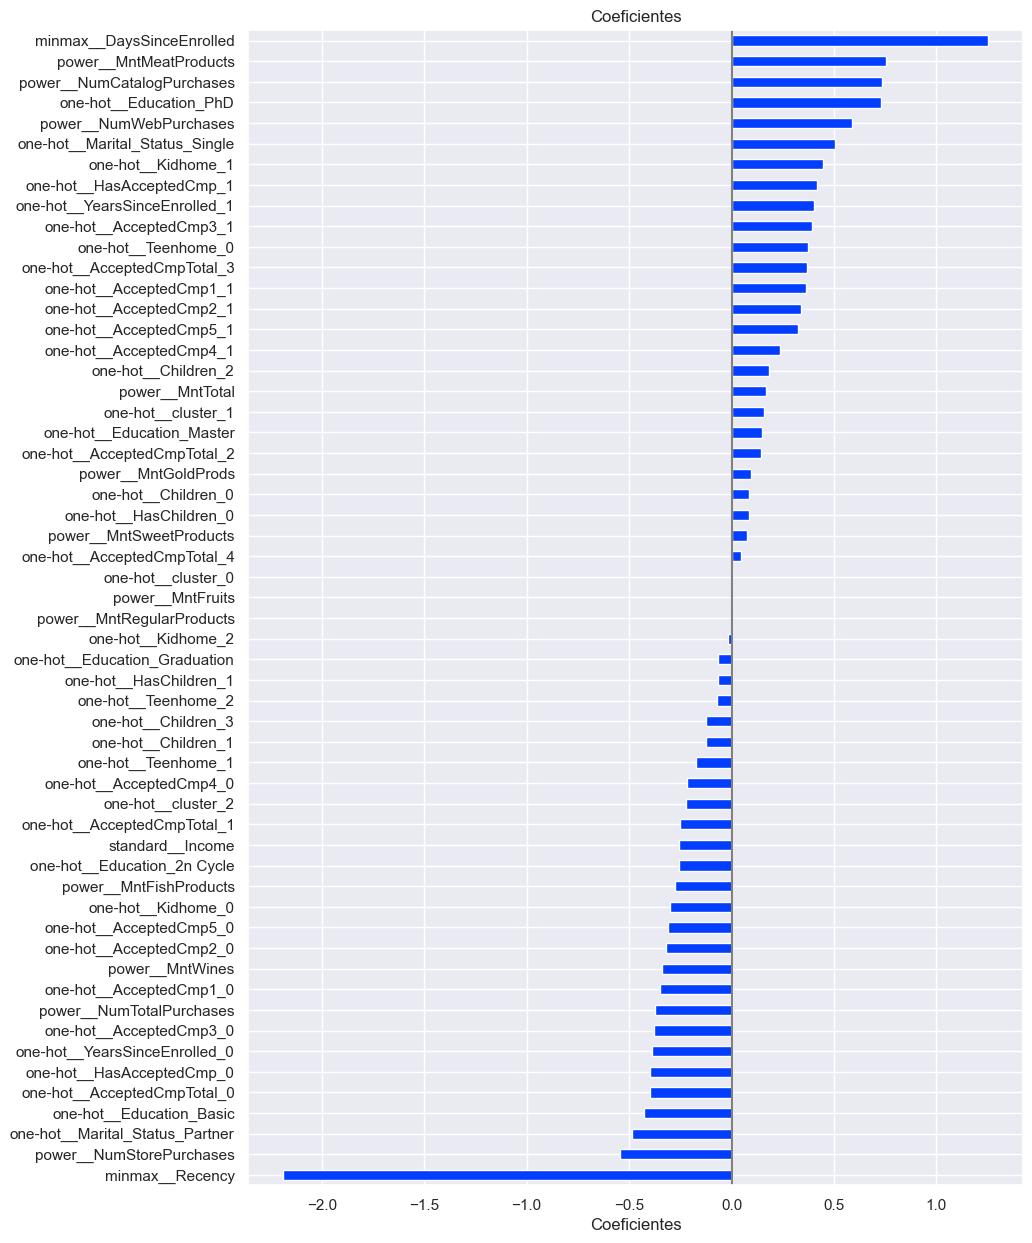 Coeficientes
minmax__DaysSinceEnrolled
power__MntMeatProducts
power__NumCatalogPurchases
one-hot__Education_PhD
power__NumWebPurchases
one-hot__Marital_Status_Single
one-hot__Kidhome_1
one-hot__HasAcceptedCmp_1
one-hot__YearsSinceEnrolled_1
one-hot__AcceptedCmp3_1
one-hot__Teenhome_0
one-hot__AcceptedCmpTotal_3
one-hot__AcceptedCmp1_1
one-hot__AcceptedCmp2_1
one-hot__AcceptedCmp5_1
one-hot__AcceptedCmp4_1
one-hot__Children_2
power__MntTotal
one-hot__cluster_1
one-hot__Education_Master
one-hot__AcceptedCmpTotal_2
power__MntGoldProds
one-hot__Children_0
one-hot__HasChildren_0
power__MntSweetProducts
one-hot__AcceptedCmpTotal_4
one-hot__cluster_0
power__MntFruits
power__MntRegularProducts
one-hot__Kidhome_2
one-hot__Education_Graduation
one-hot__HasChildren_1
one-hot__Teenhome_2
one-hot__Children_3
one-hot__Children_1
one-hot__Teenhome_1
one-hot__AcceptedCmp4_0
one-hot__cluster_2
one-hot__AcceptedCmpTotal_1
standard__Income
one-hot__Education_2n Cycle
power__MntFishProducts
one-hot__Kidhome_0
one-hot__AcceptedCmp5_0
one-hot__AcceptedCmp2_0
power__MntWines
one-hot__AcceptedCmp1_0
power__NumTotalPurchases
one-hot__AcceptedCmp3_0
one-hot__YearsSinceEnrolled_0
one-hot__HasAcceptedCmp_0
one-hot__AcceptedCmpTotal_0
one-hot__Education_Basic
one-hot__Marital_Status_Partner
power__NumStorePurchases
minmax__Recency
−2.0 −1.5 −1.0 −0.5 0.0 0.5 1.0
Coeficientes